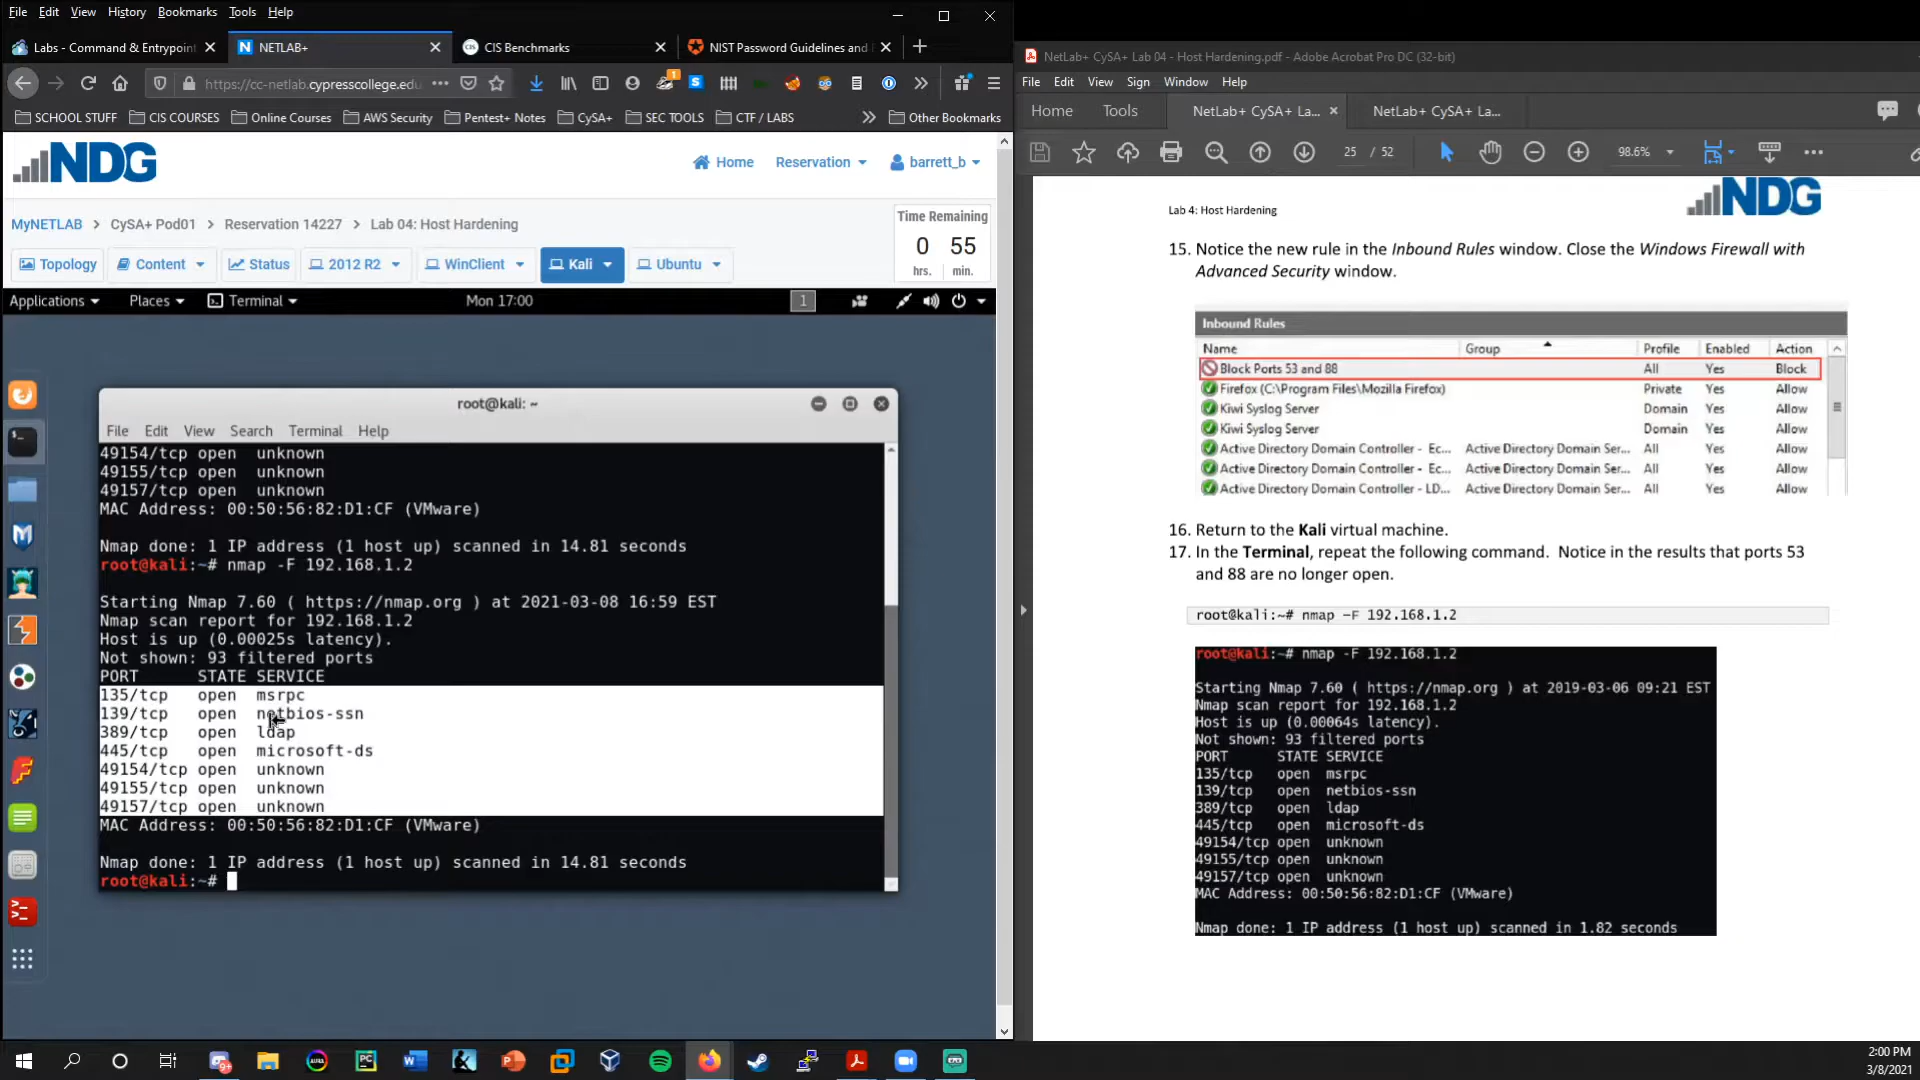 File Edit View History Bookmarks Tools Help
Labs - Command & Entrypoint
NETLAB+
CIS Benchmarks
NIST Password Guidelines and
https://cc-netlab.cypresscollege.edu
SCHOOL STUFF CIS COURSES Online Courses AWS Security Pentest+ Notes CySA+ SEC TOOLS CTF / LABS Other Bookmarks
NDG
Home Reservation barrett_b
MyNETLAB CySA+ Pod01 Reservation 14227 Lab 04: Host Hardening
Time Remaining
0 55
hrs. min.
Topology Content Status 2012 R2 WinClient Kali Ubuntu
Applications Places Terminal Mon 17:00 1
root@kali: ~
File Edit View Search Terminal Help
49154/tcp open unknown
49155/tcp open unknown
49157/tcp open unknown
MAC Address: 00:50:56:82:D1:CF (VMware)
Nmap done: 1 IP address (1 host up) scanned in 14.81 seconds
root@kali:~# nmap -F 192.168.1.2
Starting Nmap 7.60 ( https://nmap.org ) at 2021-03-08 16:59 EST
Nmap scan report for 192.168.1.2
Host is up (0.00025s latency).
Not shown: 93 filtered ports
PORT STATE SERVICE
135/tcp open msrpc
139/tcp open netbios-ssn
389/tcp open ldap
445/tcp open microsoft-ds
49154/tcp open unknown
49155/tcp open unknown
49157/tcp open unknown
MAC Address: 00:50:56:82:D1:CF (VMware)
Nmap done: 1 IP address (1 host up) scanned in 14.81 seconds
root@kali:~#
NetLab+ CySA+ Lab 04 - Host Hardening.pdf - Adobe Acrobat Pro DC (32-bit)
File Edit View Sign Window Help
Home Tools NetLab+ CySA+ La... NetLab+ CySA+ La...
25 / 52 98.6%
Lab 4: Host Hardening
NDG
15. Notice the new rule in the Inbound Rules window. Close the Windows Firewall with
Advanced Security window.
Inbound Rules
Name Group Profile Enabled Action
Block Ports 53 and 88 All Yes Block
Firefox (C:\Program Files\Mozilla Firefox) Private Yes Allow
Kiwi Syslog Server Domain Yes Allow
Kiwi Syslog Server Domain Yes Allow
Active Directory Domain Controller - Ec... Active Directory Domain Ser... All Yes Allow
Active Directory Domain Controller - Ec... Active Directory Domain Ser... All Yes Allow
Active Directory Domain Controller - LD... Active Directory Domain Ser... All Yes Allow
16. Return to the Kali virtual machine.
17. In the Terminal, repeat the following command. Notice in the results that ports 53
and 88 are no longer open.
root@kali:~# nmap -F 192.168.1.2
root@kali:~# nmap -F 192.168.1.2
Starting Nmap 7.60 ( https://nmap.org ) at 2019-03-06 09:21 EST
Nmap scan report for 192.168.1.2
Host is up (0.00064s latency).
Not shown: 93 filtered ports
PORT STATE SERVICE
135/tcp open msrpc
139/tcp open netbios-ssn
389/tcp open ldap
445/tcp open microsoft-ds
49154/tcp open unknown
49155/tcp open unknown
49157/tcp open unknown
MAC Address: 00:50:56:82:D1:CF (VMware)
Nmap done: 1 IP address (1 host up) scanned in 1.82 seconds
2:00 PM
3/8/2021